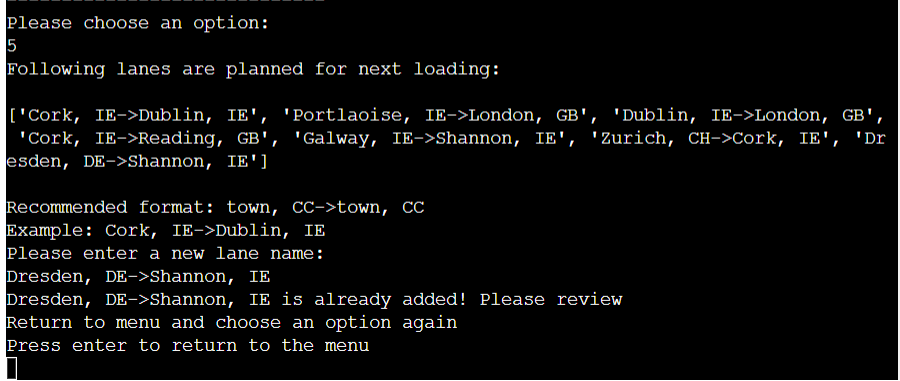 Please choose an option:
5
Following lanes are planned for next loading:
['Cork, IE->Dublin, IE', 'Portlaoise, IE->London, GB', 'Dublin, IE->London, GB',
'Cork, IE->Reading, GB', 'Galway, IE->Shannon, IE', 'Zurich, CH->Cork, IE', 'Dr
esden, DE->Shannon, IE']
Recommended format: town, CC->town, CC
Example: Cork, IE->Dublin, IE
Please enter a new lane name:
Dresden, DE->Shannon, IE
Dresden, DE->Shannon, IE is already added! Please review
Return to menu and choose an option again
Press enter to return to the menu